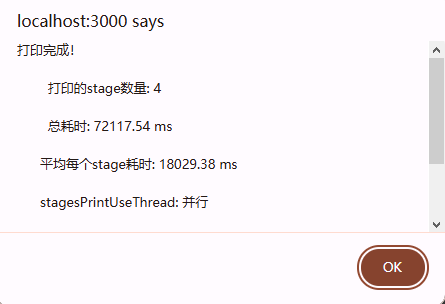 localhost:3000 says
打印完成!
打印的stage数量: 4
总耗时: 72117.54 ms
平均每个stage耗时: 18029.38 ms
stagesPrintUseThread: 并行
OK